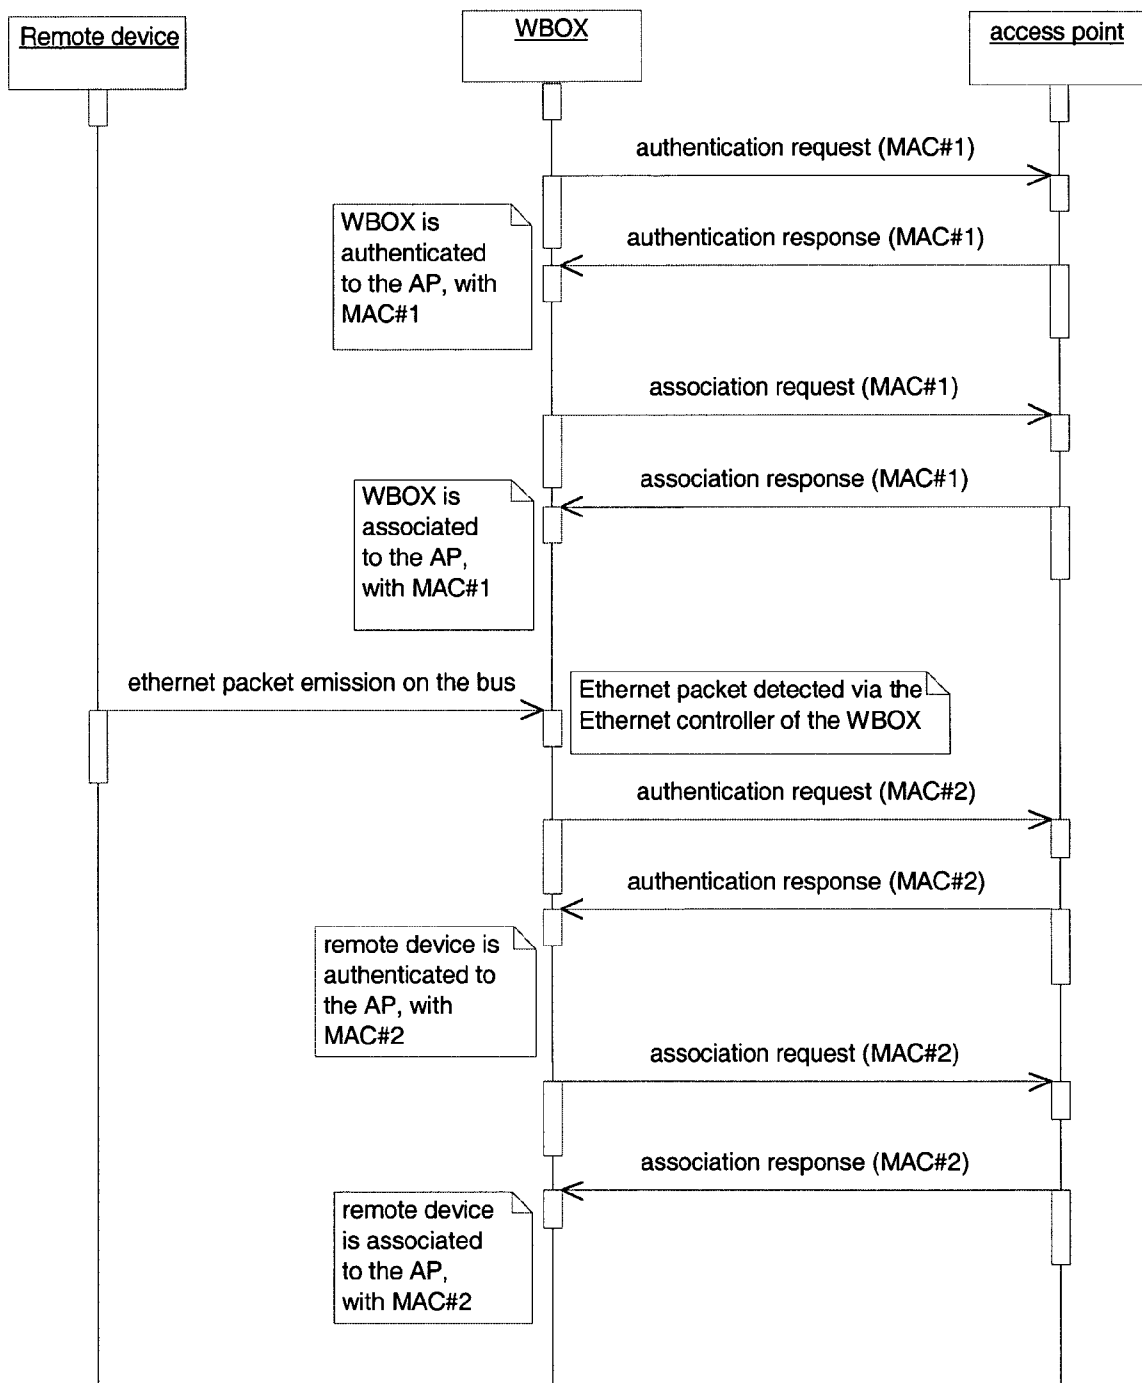 Remote device
WBOX
access point
authentication request (MAC#1)
WBOX is
authenticated
to the AP, with
MAC#1
authentication response (MAC#1)
association request (MAC#1)
association response (MAC#1)
WBOX is
associated
to the AP,
with MAC#1
ethernet packet emission on the bus
Ethernet packet detected via the
Ethernet controller of the WBOX
authentication request (MAC#2)
authentication response (MAC#2)
remote device is
authenticated to
the AP, with
MAC#2
association request (MAC#2)
association response (MAC#2)
remote device
is associated
to the AP,
with MAC#2